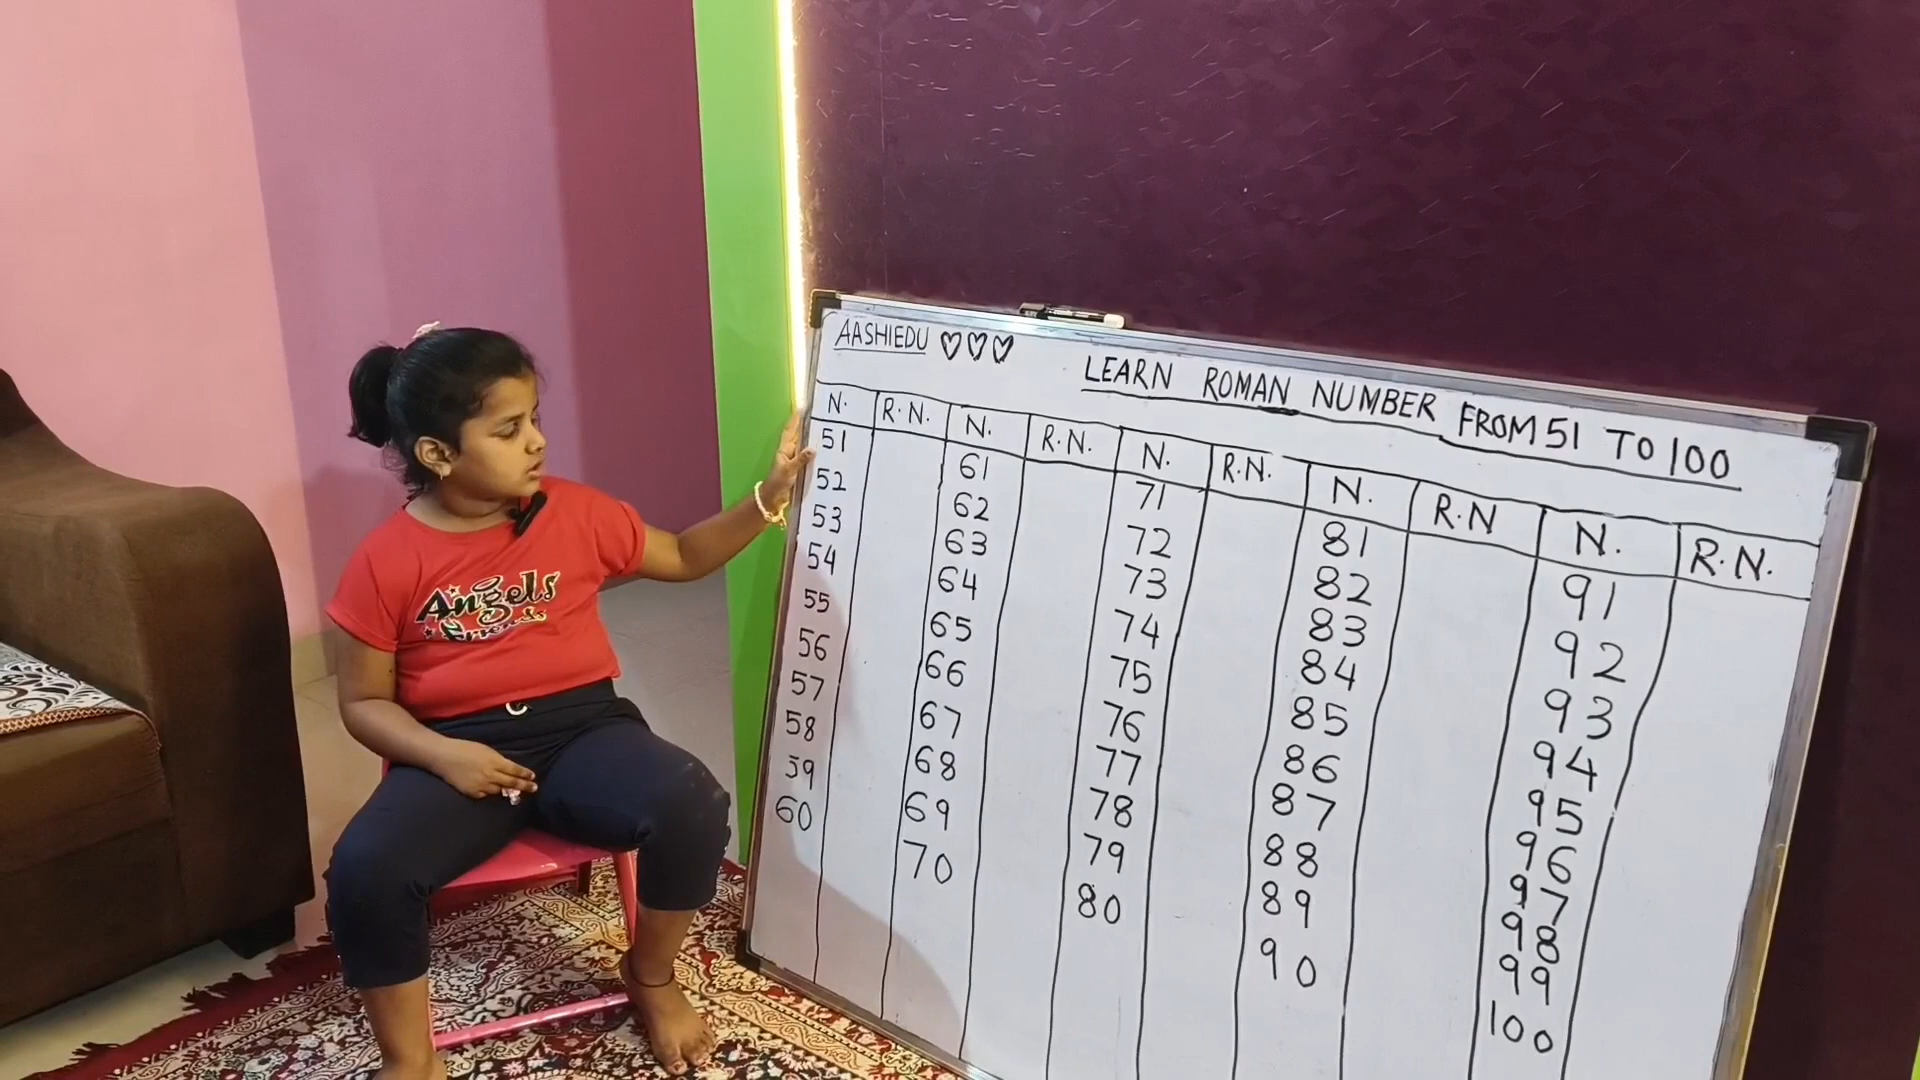 AASHIEDU ♡♡♡
LEARN ROMAN NUMBER FROM 51 TO 100
N. R.N. N. R.N. N. R.N. N. R.N N. R.N.
51 61 71 81 91
52 62 72 82 92
53 63 73 83 93
54 64 74 84 94
55 65 75 85 95
56 66 76 86 96
57 67 77 87 97
58 68 78 88 98
59 69 79 89 99
60 70 80 90 100
Angels